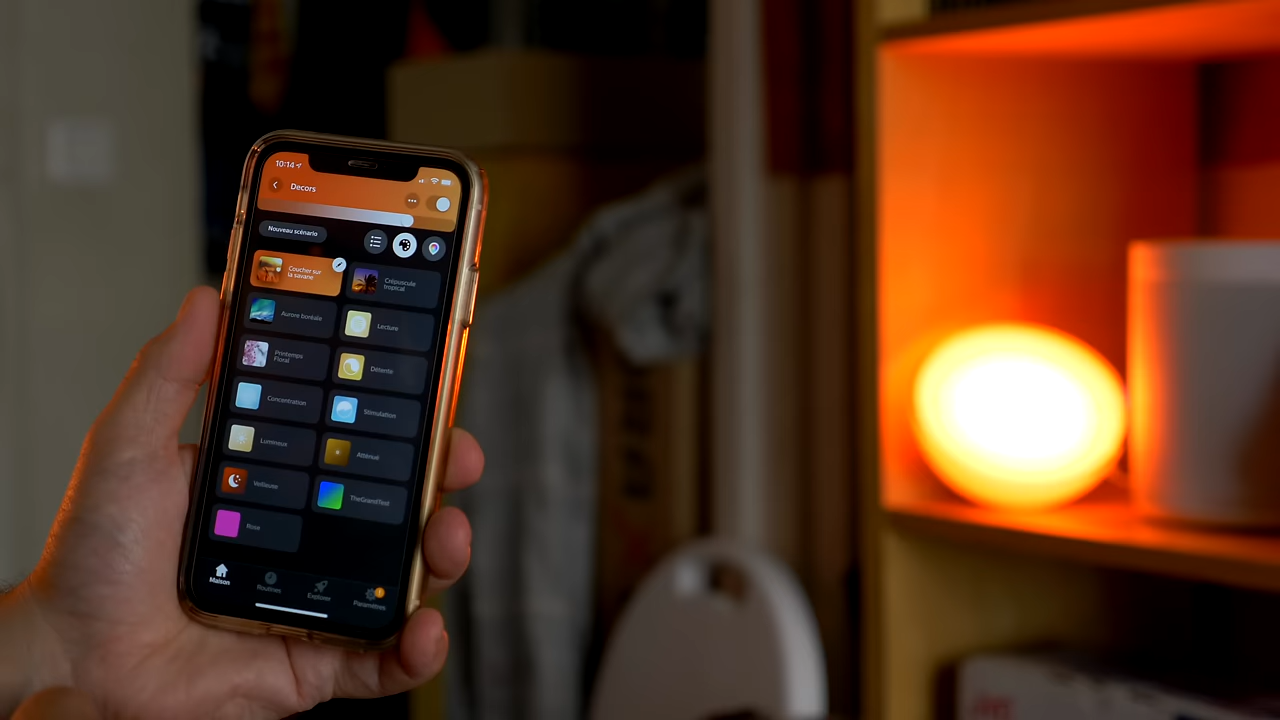 10:14
Decors
Nouveau scénario
Coucher sur
la savane
Crépuscule
tropical
Aurore boréale
Lecture
Printemps
Floral
Détente
Concentration
Stimulation
Lumineux
Atténué
Veilleuse
TheGrandTest
Rose
Maison
Routines
Explorer
Paramètres